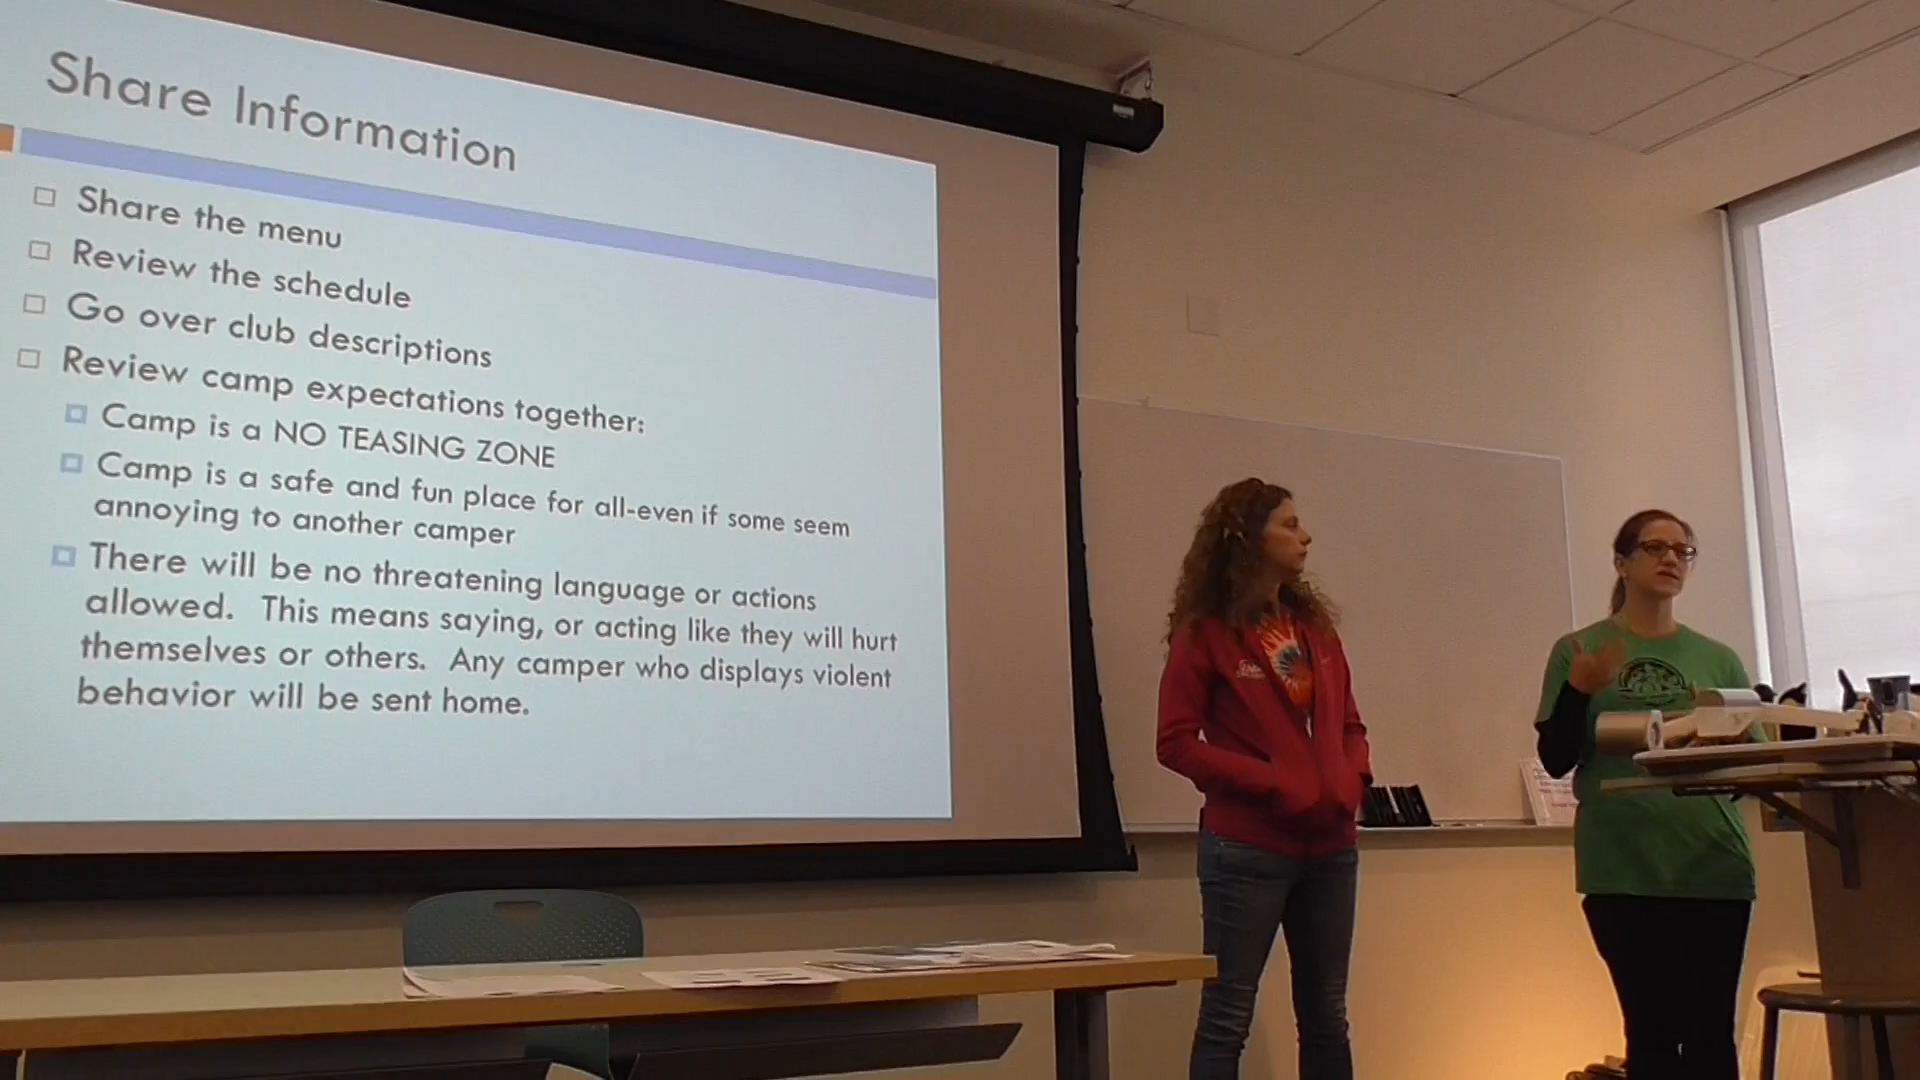 Share Information
Share the menu
Review the schedule
Go over club descriptions
Review camp expectations together:
Camp is a NO TEASING ZONE
Camp is a safe and fun place for all-even if some seem
annoying to another camper
There will be no threatening language or actions
allowed. This means saying, or acting like they will hurt
themselves or others. Any camper who displays violent
behavior will be sent home.